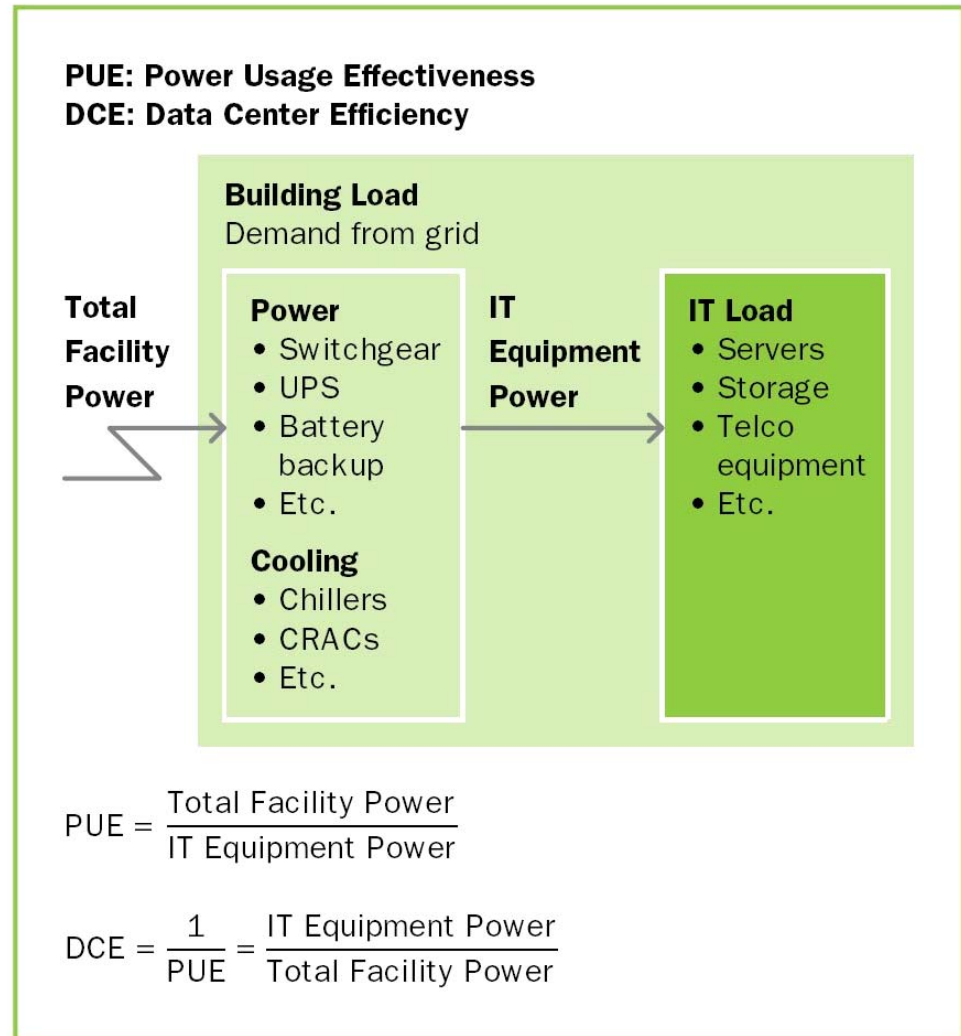 PUE: Power Usage Effectiveness
DCE: Data Center Efficiency
Building Load
Demand from grid
Total
Facility
Power
Power
• Switchgear
• UPS
• Battery
backup
• Etc.
Cooling
• Chillers
• CRACs
• Etc.
IT
Equipment
Power
IT Load
• Servers
• Storage
• Telco
equipment
• Etc.
PUE = Total Facility Power / IT Equipment Power
DCE = 1 / PUE = IT Equipment Power / Total Facility Power